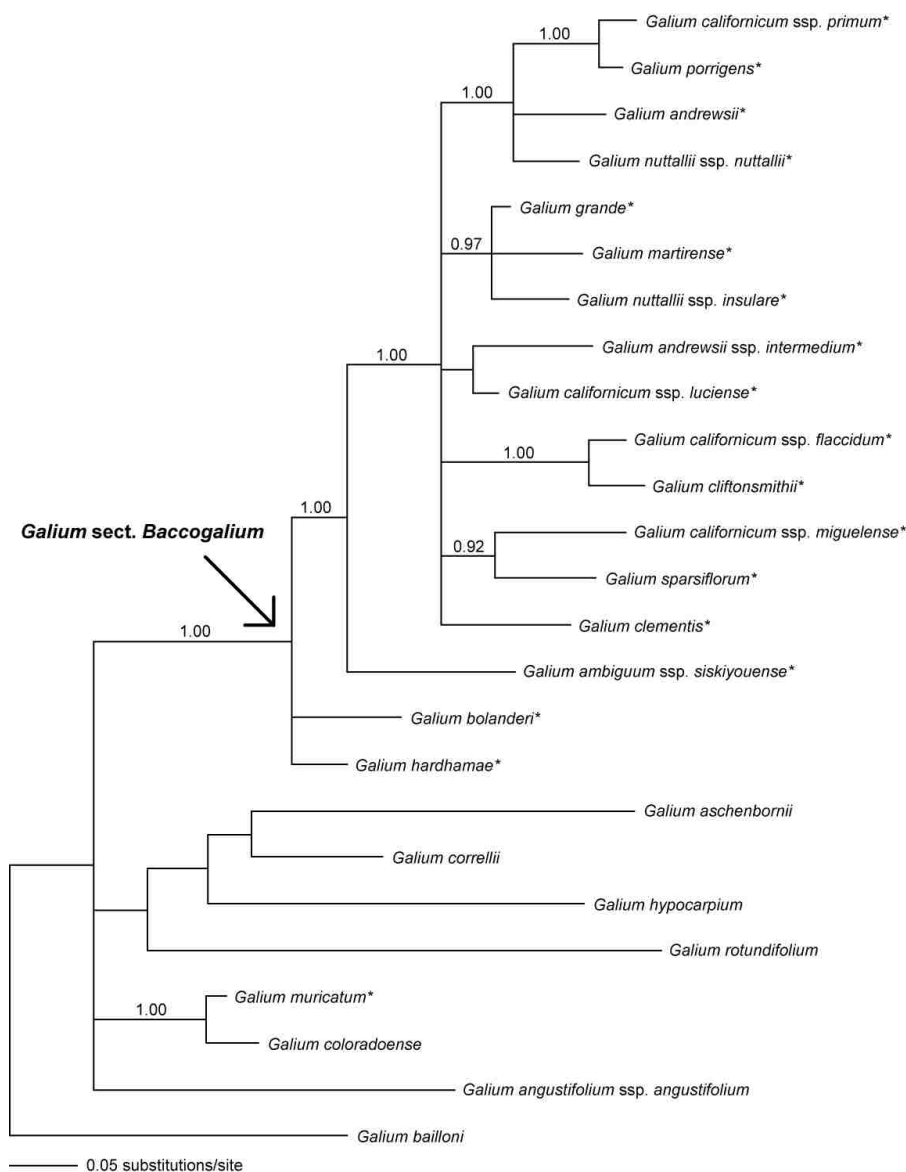 1.00
Galium californicum ssp. primum*
1.00
Galium porrigens*
Galium andrewsii*
Galium nuttallii ssp. nuttallii*
Galium grande*
0.97
Galium martirense*
Galium nuttallii ssp. insulare*
Galium andrewsii ssp. intermedium*
1.00
Galium californicum ssp. luciense*
Galium californicum ssp. flaccidum*
1.00
Galium cliftonsmithii*
1.00
Galium sect. Baccogalium
Galium californicum ssp. miguelense*
0.92
Galium sparsiflorum*
Galium clementis*
1.00
Galium ambiguum ssp. siskiyouense*
Galium bolanderi*
Galium hardhamae*
Galium aschenbornii
Galium correllii
Galium hypocarpium
Galium rotundifolium
Galium muricatum*
1.00
Galium coloradoense
Galium angustifolium ssp. angustifolium
Galium bailloni
0.05 substitutions/site